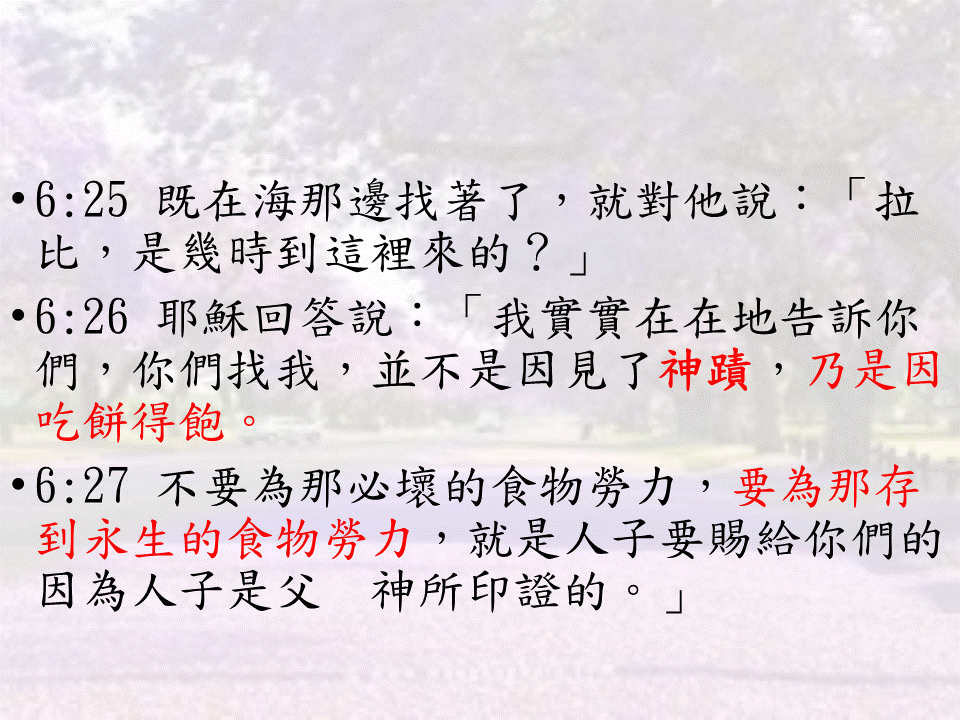 •6:25 既在海那邊找著了，就對他說：「拉
比，是幾時到這裡來的？」
•6:26 耶穌回答說：「我實實在在地告訴你
們，你們找我，並不是因見了神蹟，乃是因
吃餅得飽。
•6:27 不要為那必壞的食物勞力，要為那存
到永生的食物勞力，就是人子要賜給你們的
因為人子是父　神所印證的。」